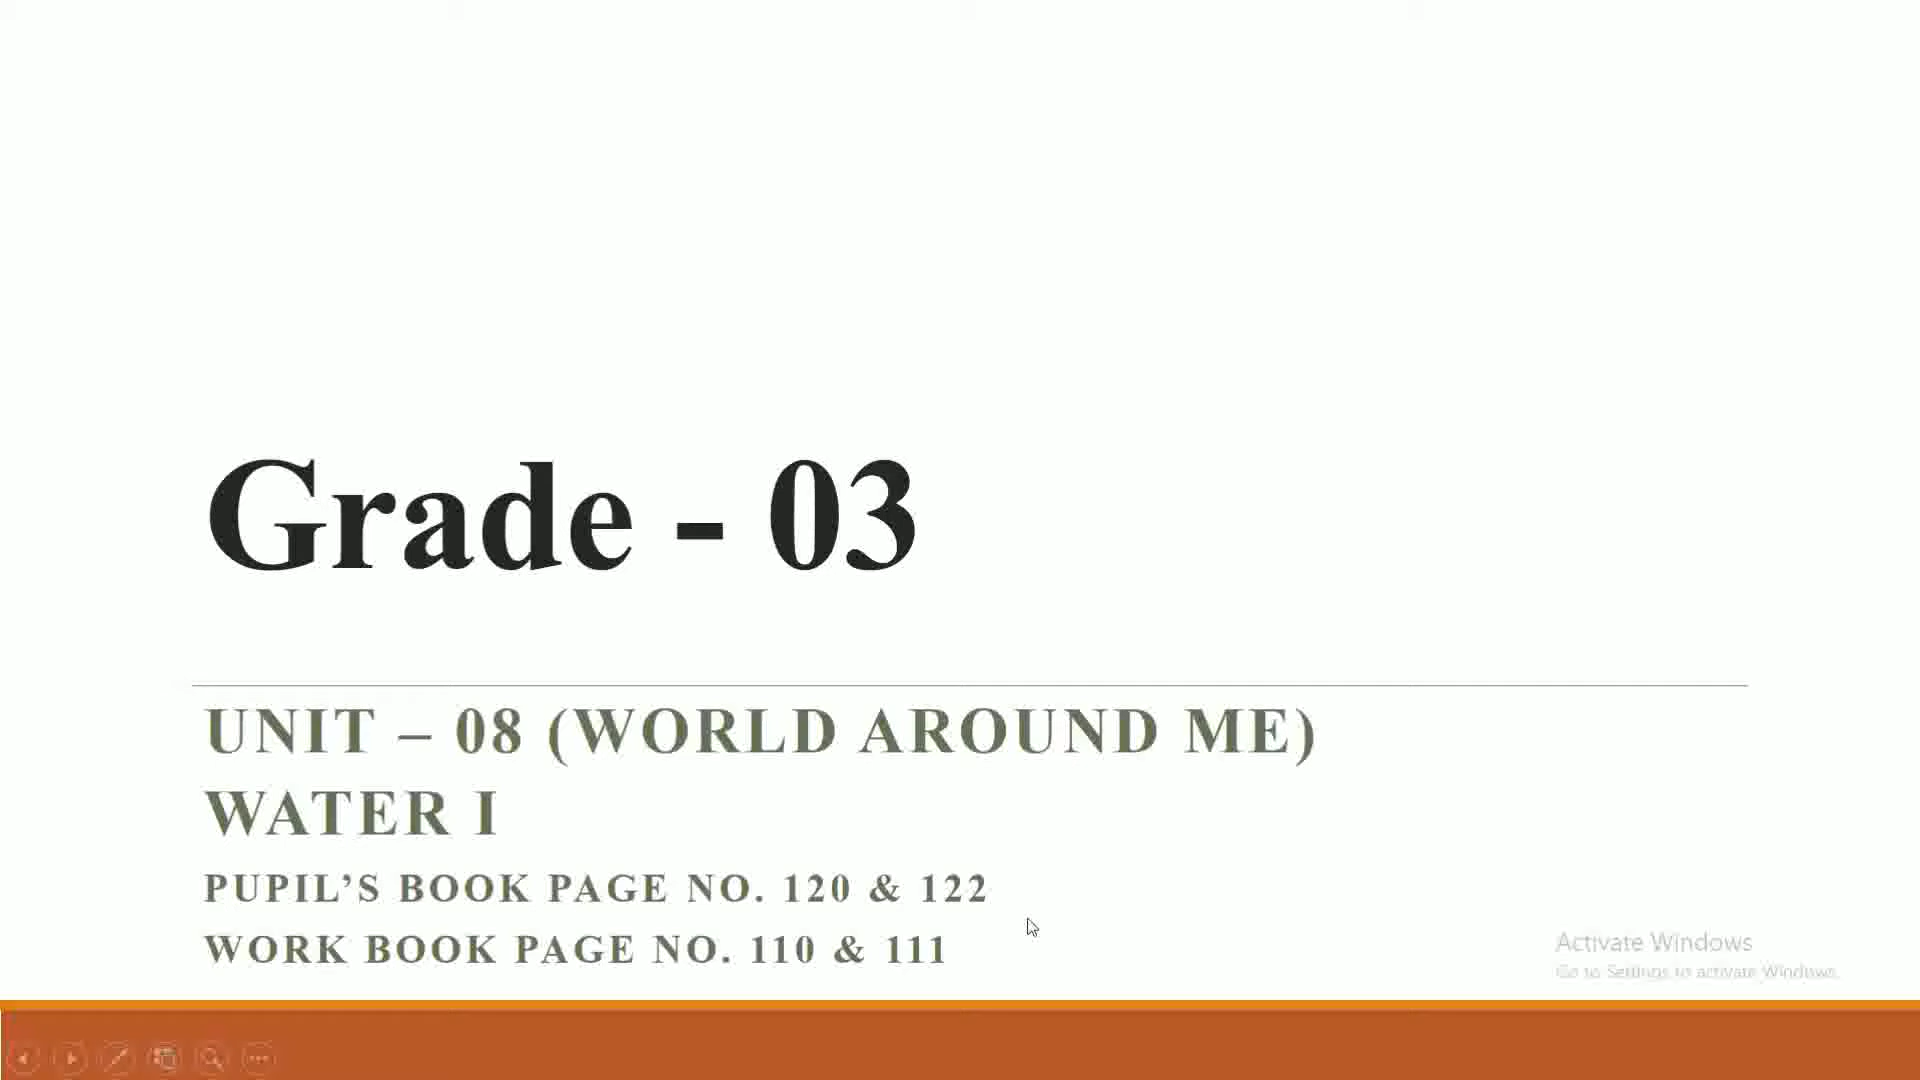 Grade - 03
UNIT – 08 (WORLD AROUND ME)
WATER I
PUPIL’S BOOK PAGE NO. 120 & 122
WORK BOOK PAGE NO. 110 & 111
Activate Windows
Go to Settings to activate Windows.